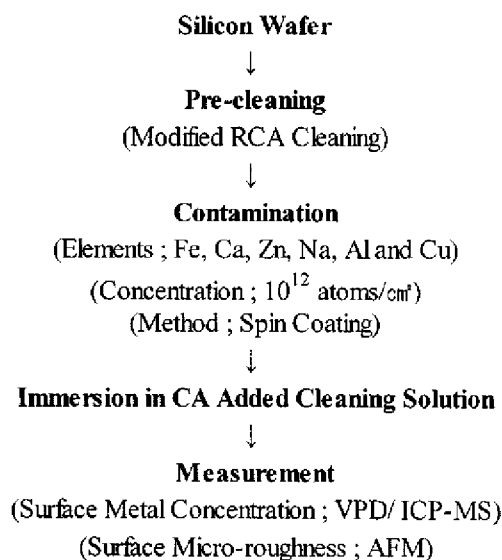 Silicon Wafer
↓
Pre-cleaning
(Modified RCA Cleaning)
↓
Contamination
(Elements ; Fe, Ca, Zn, Na, Al and Cu)
(Concentration ; 10¹² atoms/㎠)
(Method ; Spin Coating)
↓
Immersion in CA Added Cleaning Solution
↓
Measurement
(Surface Metal Concentration ; VPD/ ICP-MS)
(Surface Micro-roughness ; AFM)